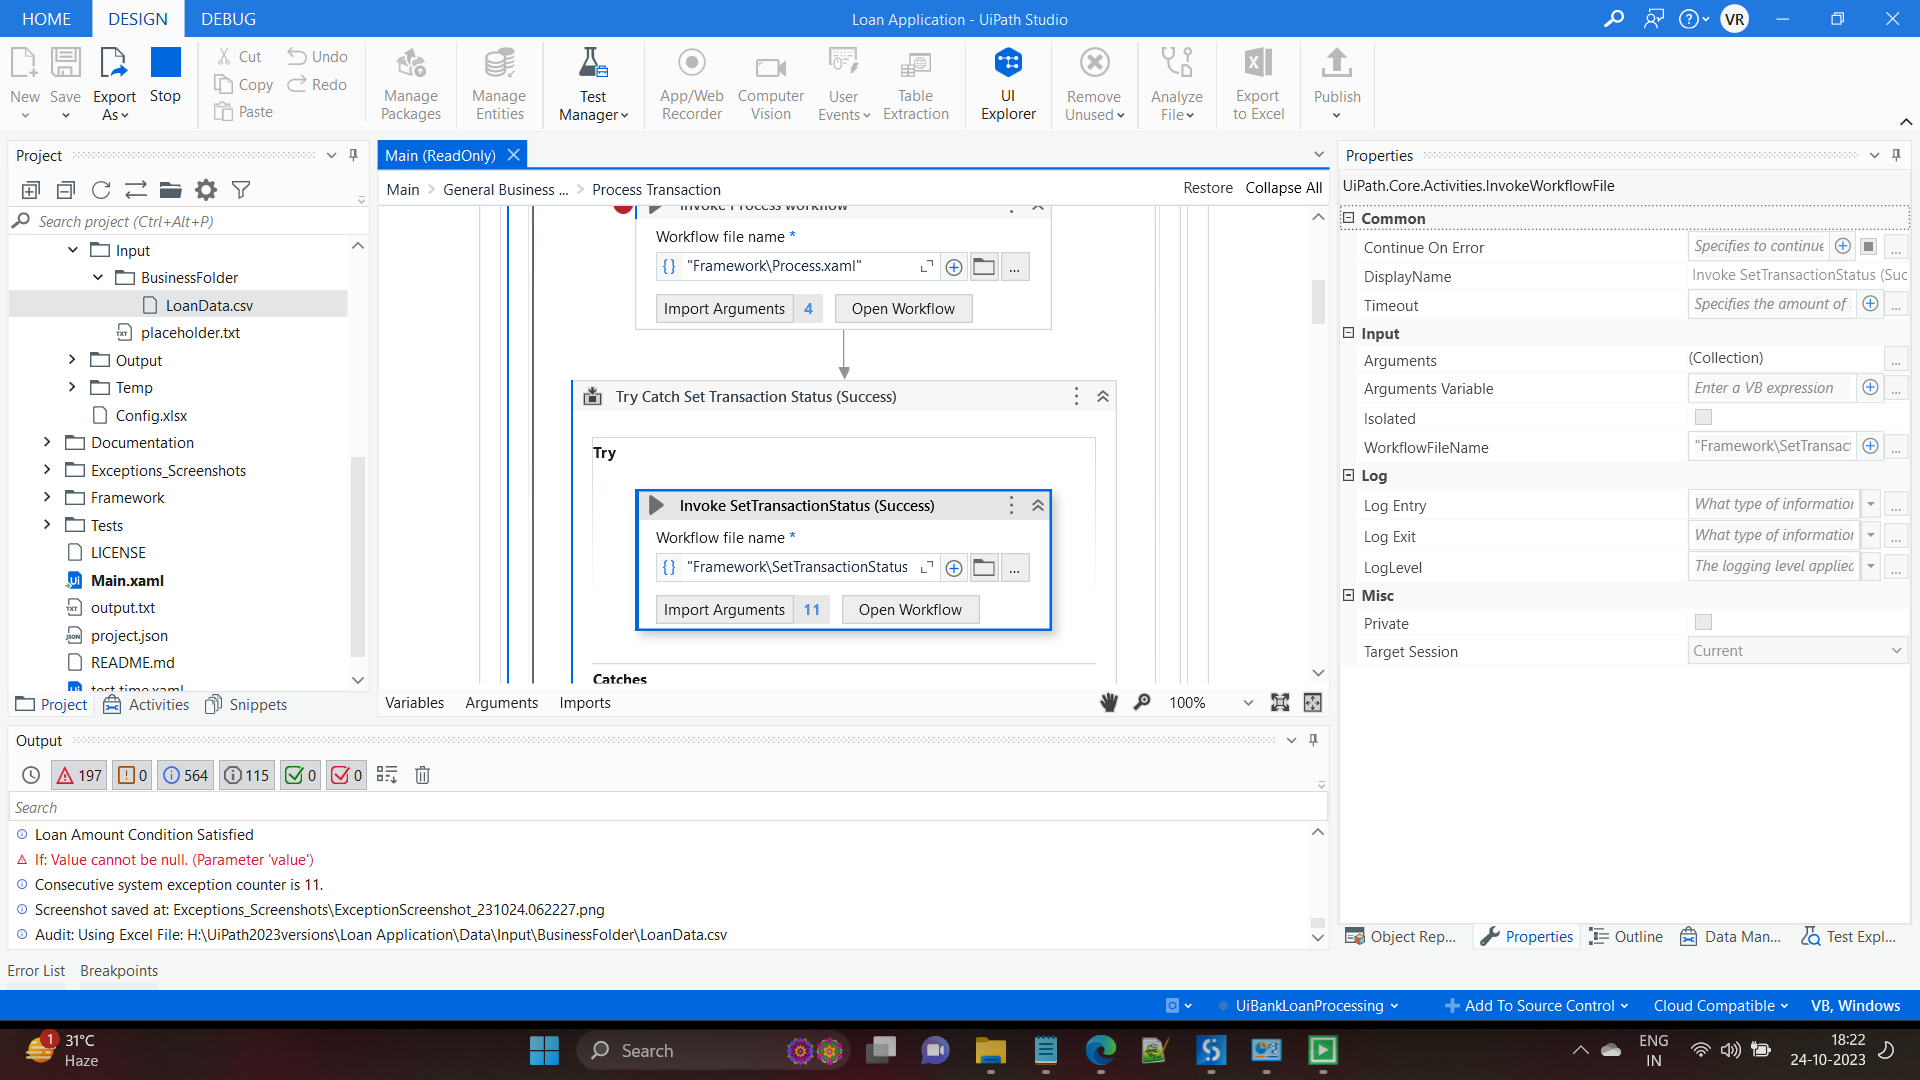 HOME DESIGN DEBUG Loan Application - UiPath Studio VR
New Save Export As Stop Cut Copy Paste Undo Redo Manage Packages Manage Entities Test Manager App/Web Recorder Computer Vision User Events Table Extraction UI Explorer Remove Unused Analyze File Export to Excel Publish
Project
Search project (Ctrl+Alt+P)
Input
BusinessFolder
LoanData.csv
placeholder.txt
Output
Temp
Config.xlsx
Documentation
Exceptions_Screenshots
Framework
Tests
LICENSE
Main.xaml
output.txt
project.json
README.md
test time.xaml
Project Activities Snippets
Main (ReadOnly)
Main > General Business ... > Process Transaction Restore Collapse All
Invoke Process workflow
Workflow file name *
"Framework\Process.xaml" ...
Import Arguments 4 Open Workflow
Try Catch Set Transaction Status (Success)
Try
Invoke SetTransactionStatus (Success)
Workflow file name *
"Framework\SetTransactionStatus ...
Import Arguments 11 Open Workflow
Catches
Variables Arguments Imports 100%
Properties
UiPath.Core.Activities.InvokeWorkflowFile
Common
Continue On Error Specifies to continue ...
DisplayName Invoke SetTransactionStatus (Suc
Timeout Specifies the amount of ...
Input
Arguments (Collection) ...
Arguments Variable Enter a VB expression ...
Isolated
WorkflowFileName "Framework\SetTransact ...
Log
Log Entry What type of information ...
Log Exit What type of information ...
LogLevel The logging level applied ...
Misc
Private
Target Session Current
Object Rep... Properties Outline Data Man... Test Expl...
Output
197 0 564 115 0 0
Search
Loan Amount Condition Satisfied
If: Value cannot be null. (Parameter 'value')
Consecutive system exception counter is 11.
Screenshot saved at: Exceptions_Screenshots\ExceptionScreenshot_231024.062227.png
Audit: Using Excel File: H:\UiPath2023versions\Loan Application\Data\Input\BusinessFolder\LoanData.csv
Error List Breakpoints
UiBankLoanProcessing Add To Source Control Cloud Compatible VB, Windows
1 31°C
Haze
Search
ENG
IN
18:22
24-10-2023